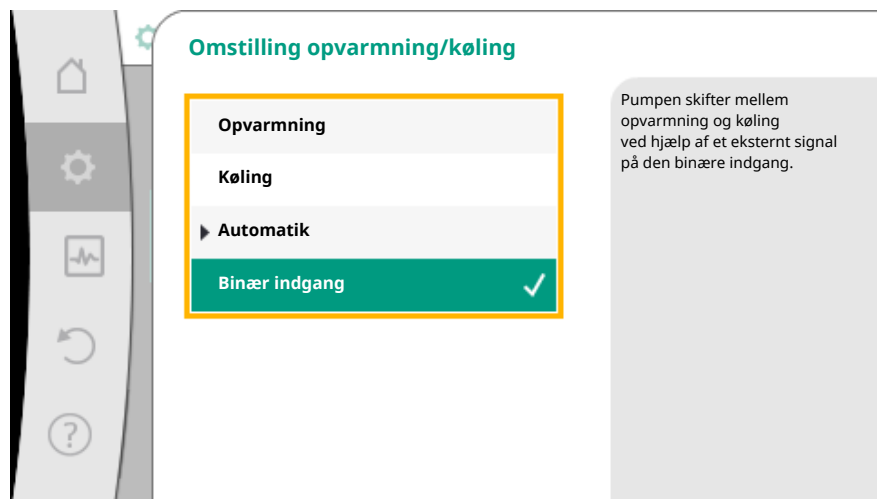 Omstilling opvarmning/køling
Opvarmning
Køling
Automatik
Binær indgang
Pumpen skifter mellem
opvarmning og køling
ved hjælp af et eksternt signal
på den binære indgang.
?